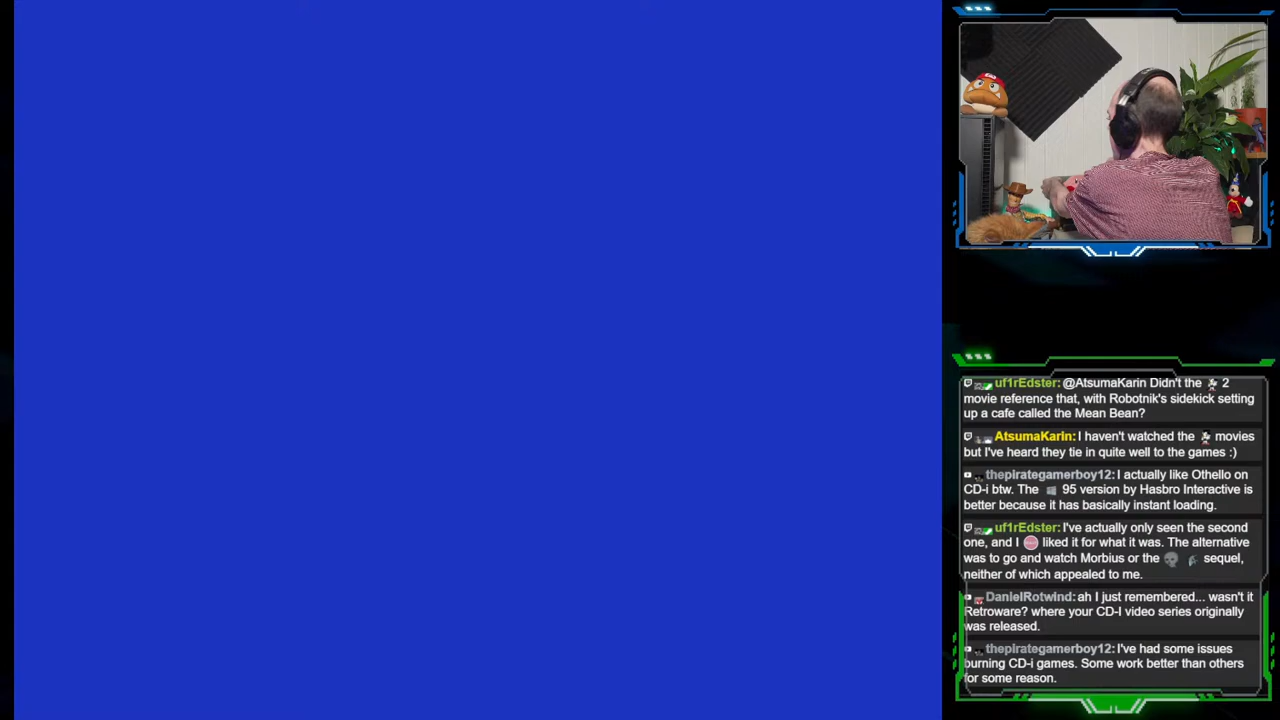 uf1rEdster: @AtsumaKarin Didn't the 2
movie reference that, with Robotnik's sidekick setting
up a cafe called the Mean Bean?
AtsumaKarin: I haven't watched the movies
but I've heard they tie in quite well to the games :)
thepirategamerboy12: I actually like Othello on
CD-i btw. The 95 version by Hasbro Interactive is
better because it has basically instant loading.
uf1rEdster: I've actually only seen the second
one, and I liked it for what it was. The alternative
was to go and watch Morbius or the sequel,
neither of which appealed to me.
DanielRotwind: ah I just remembered... wasn't it
Retroware? where your CD-I video series originally
was released.
thepirategamerboy12: I've had some issues
burning CD-i games. Some work better than others
for some reason.